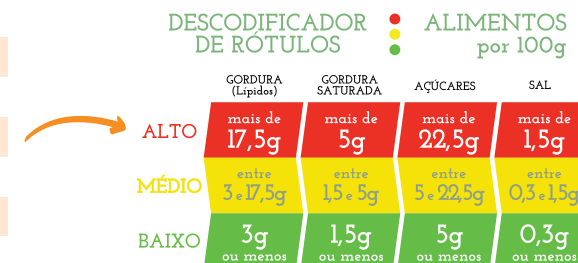 DESCODIFICADOR
DE RÓTULOS
ALIMENTOS
por 100g
GORDURA
(Lípidos)
GORDURA
SATURADA
AÇÚCARES
SAL
ALTO
mais de
17,5g
mais de
5g
mais de
22,5g
mais de
1,5g
MÉDIO
entre
3 e 17,5g
entre
1,5 e 5g
entre
5 e 22,5g
entre
0,3 e 1,5g
BAIXO
3g
ou menos
1,5g
ou menos
5g
ou menos
0,3g
ou menos